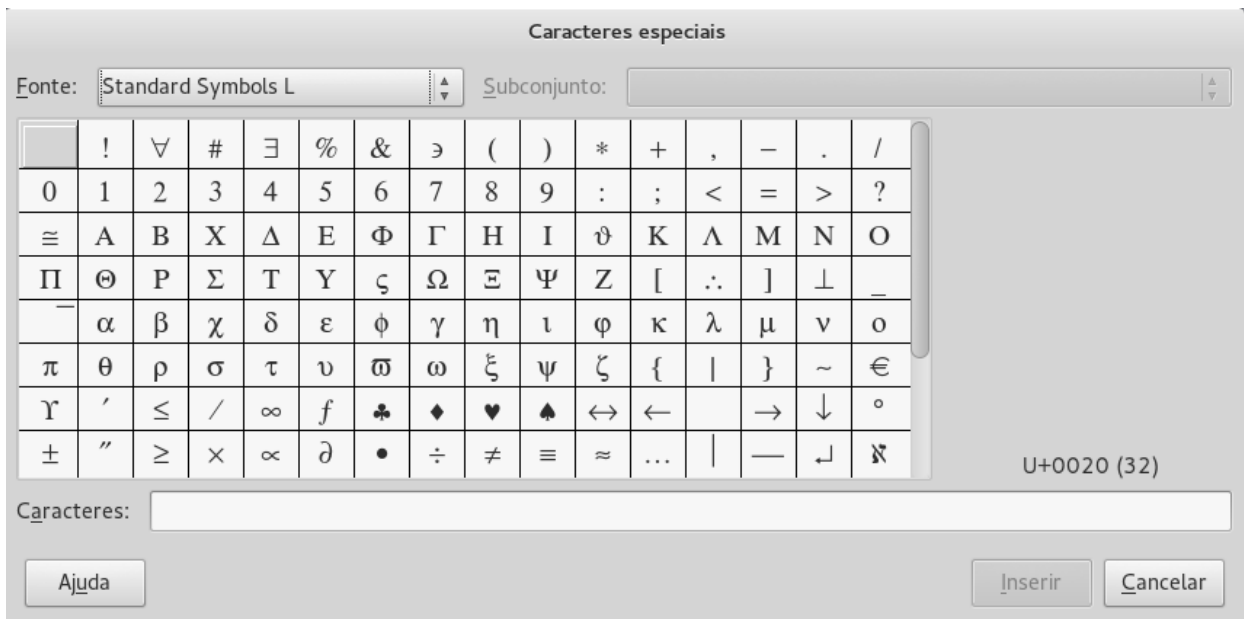 Caracteres especiais
Fonte: Standard Symbols L Subconjunto:
! ∀ # ∃ % & ∍ ( ) ∗ + , − . /
0 1 2 3 4 5 6 7 8 9 : ; < = > ?
≅ Α Β Χ Δ Ε Φ Γ Η Ι ϑ Κ Λ Μ Ν Ο
Π Θ Ρ Σ Τ Υ ς Ω Ξ Ψ Ζ [ ∴ ] ⊥ _
‾ α β χ δ ε ϕ γ η ι φ κ λ μ ν ο
π θ ρ σ τ υ ϖ ω ξ ψ ζ { | } ~ €
ϒ ′ ≤ ⁄ ∞ ƒ ♣ ♦ ♥ ♠ ↔ ← → ↓ °
± ″ ≥ × ∝ ∂ • ÷ ≠ ≡ ≈ … | — ↵ ℵ
U+0020 (32)
Caracteres:
Ajuda Inserir Cancelar